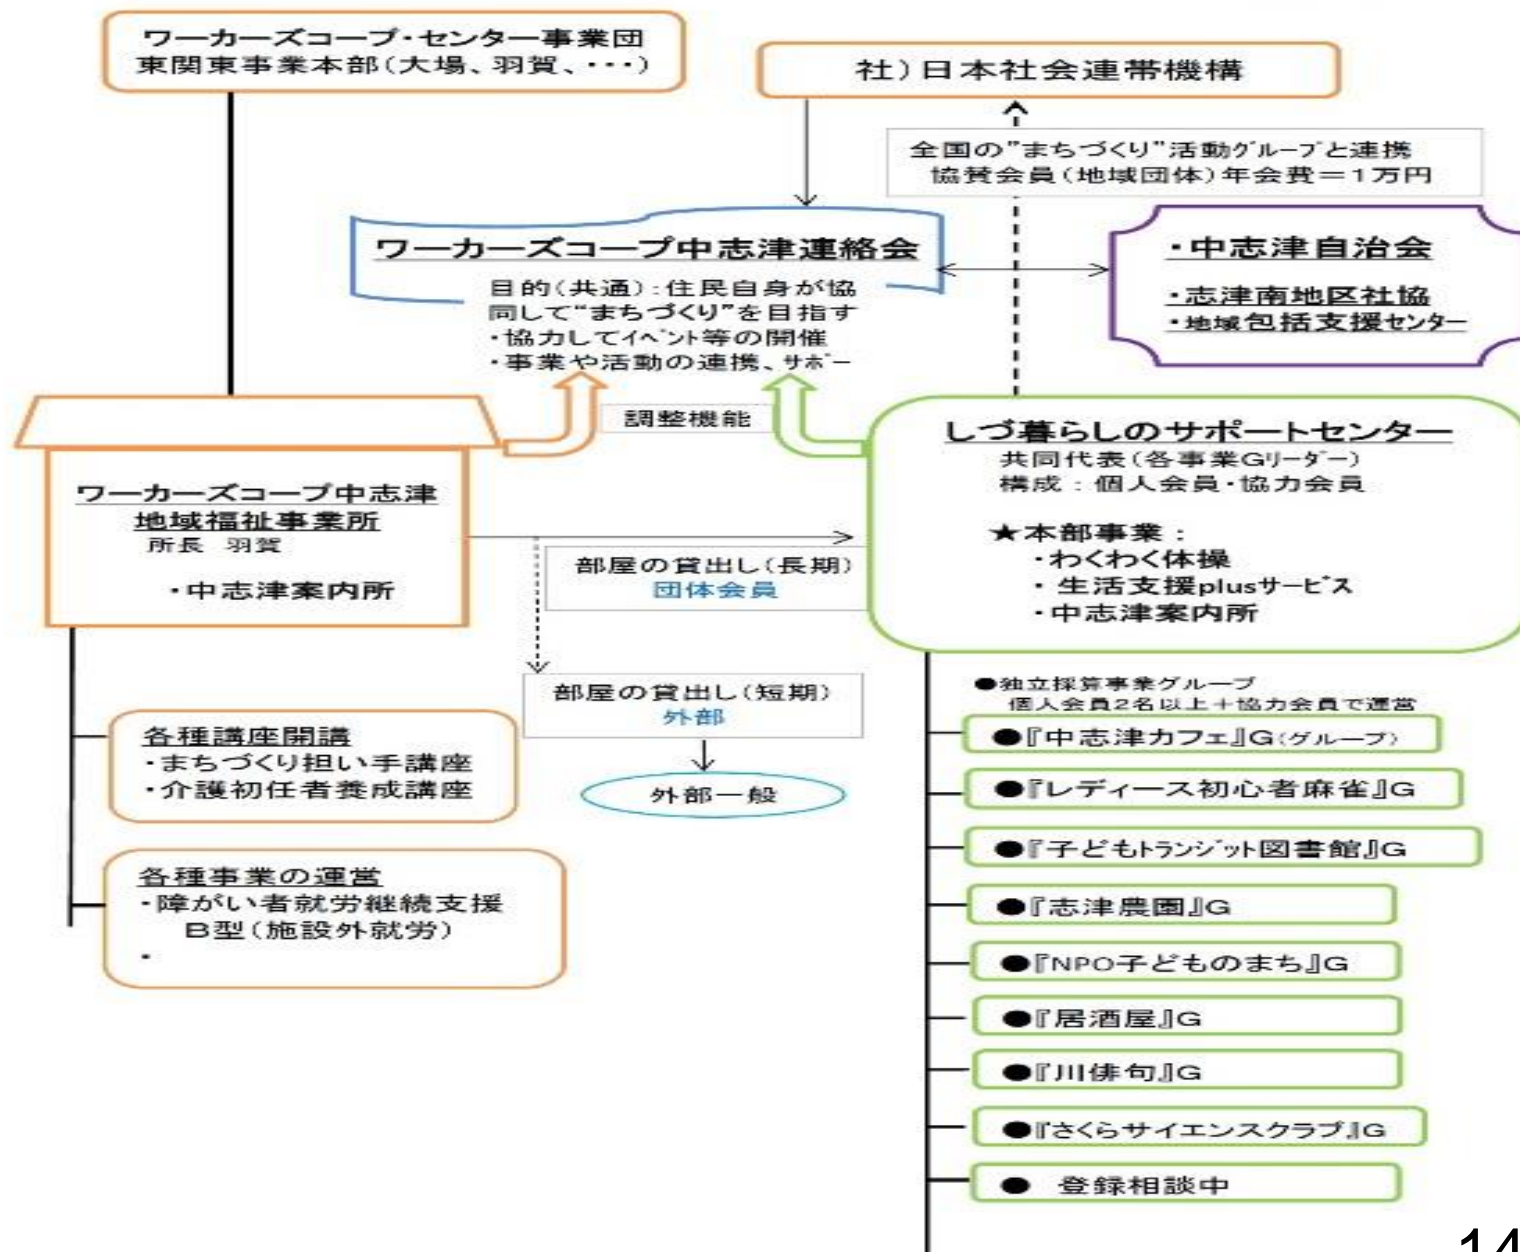 ワーカーズコープ・センター事業団
東関東事業本部(大場、羽賀、・・・)
社)日本社会連帯機構
全国の”まちづくり”活動グループと連携
協賛会員(地域団体)年会費=1万円
ワーカーズコープ中志津連絡会
目的(共通):住民自身が協
同して“まちづくり”を目指す
・協力してイベント等の開催
・事業や活動の連携、サポー
・中志津自治会
・志津南地区社協
・地域包括支援センター
調整機能
ワーカーズコープ中志津
地域福祉事業所
所長 羽賀
・中志津案内所
部屋の貸出し(長期)
団体会員
部屋の貸出し(短期)
外部
外部一般
しづ暮らしのサポートセンター
共同代表(各事業Gリーダー)
構成:個人会員・協力会員
★本部事業:
・わくわく体操
・生活支援plusサービス
・中志津案内所
各種講座開講
・まちづくり担い手講座
・介護初任者養成講座
各種事業の運営
・障がい者就労継続支援
B型(施設外就労)
・
●独立採算事業グループ
個人会員2名以上+協力会員で運営
●『中志津カフェ』G(グループ)
●『レディース初心者麻雀』G
●『子どもトランジット図書館』G
●『志津農園』G
●『NPO子どものまち』G
●『居酒屋』G
●『川俳句』G
●『さくらサイエンスクラブ』G
● 登録相談中
14